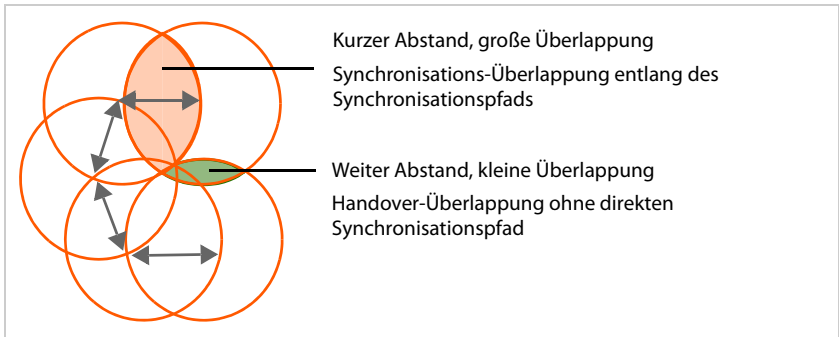 Kurzer Abstand, große Überlappung
Synchronisations-Überlappung entlang des
Synchronisationspfads
Weiter Abstand, kleine Überlappung
Handover-Überlappung ohne direkten
Synchronisationspfad